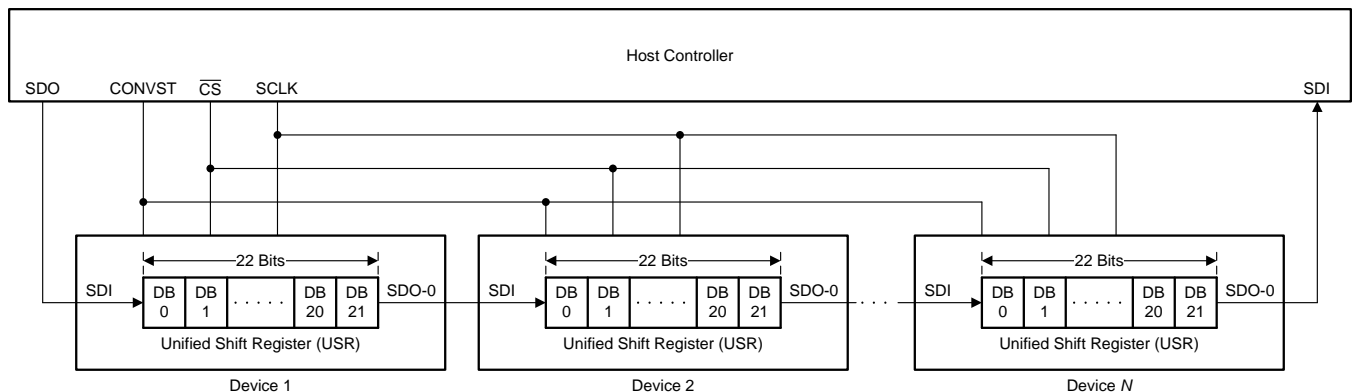 Host Controller
SDO CONVST CS SCLK SDI
22 Bits 22 Bits 22 Bits
SDI DB 0 DB 1 · · · · · DB 20 DB 21 SDO-0 SDI DB 0 DB 1 · · · · · DB 20 DB 21 SDO-0 · · · · SDI DB 0 DB 1 · · · · · DB 20 DB 21 SDO-0
Unified Shift Register (USR) Unified Shift Register (USR) Unified Shift Register (USR)
Device 1 Device 2 Device N